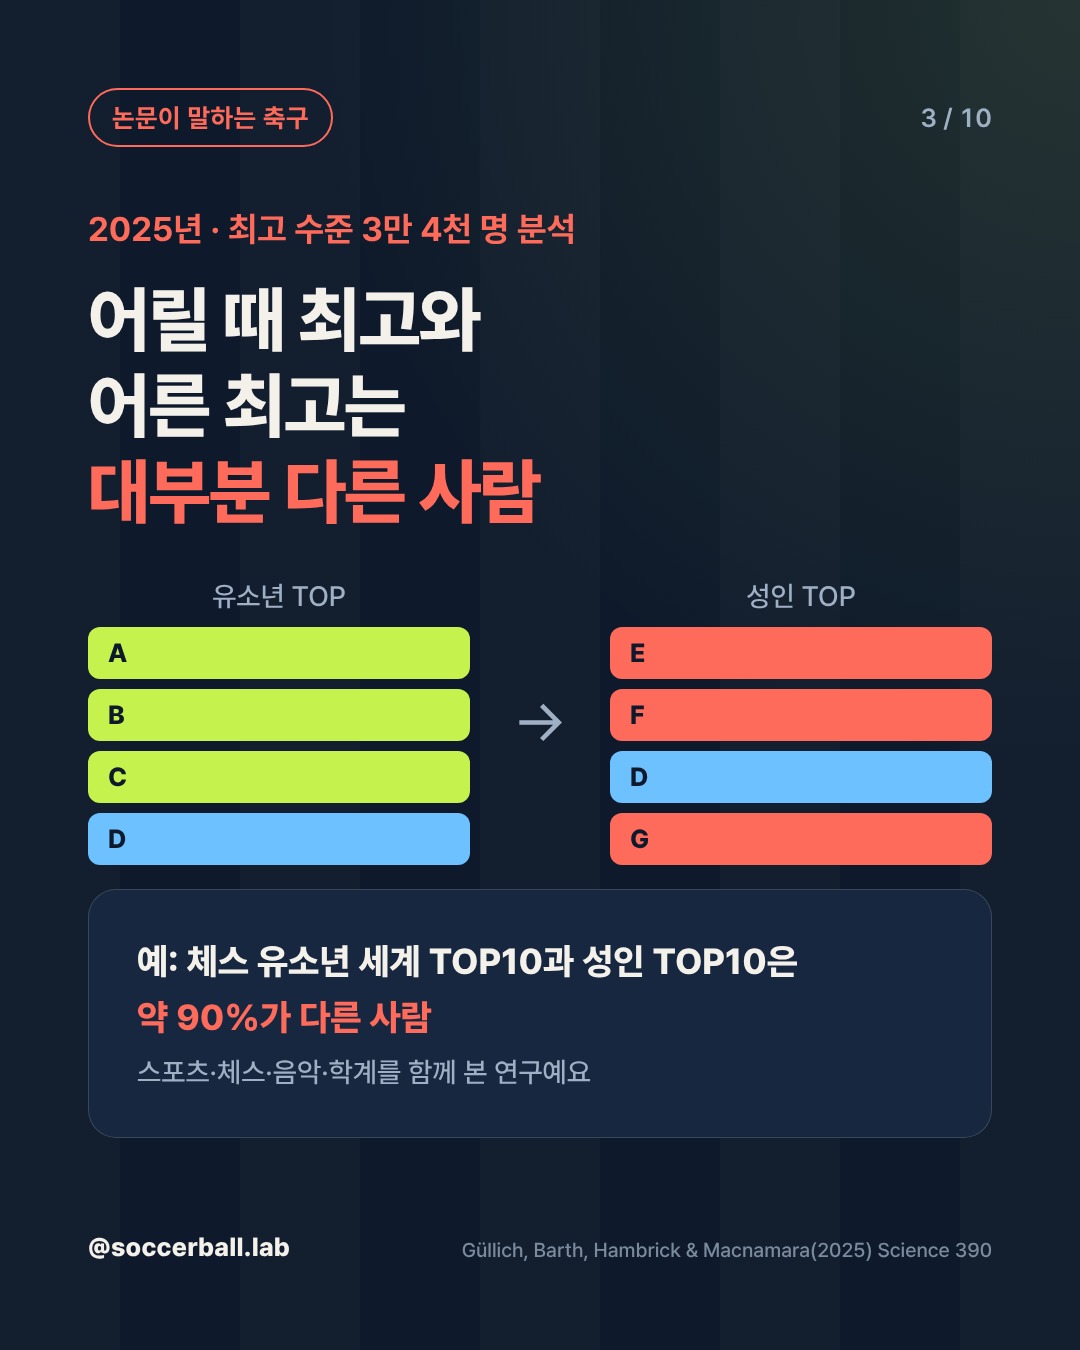 논문이 말하는 축구
3 / 10
2025년 · 최고 수준 3만 4천 명 분석
어릴 때 최고와
어른 최고는
대부분 다른 사람
유소년 TOP
A
B
C
D
→
성인 TOP
E
F
D
G
예: 체스 유소년 세계 TOP10과 성인 TOP10은
약 90%가 다른 사람
스포츠·체스·음악·학계를 함께 본 연구예요
@soccerball.lab
Güllich, Barth, Hambrick & Macnamara(2025) Science 390